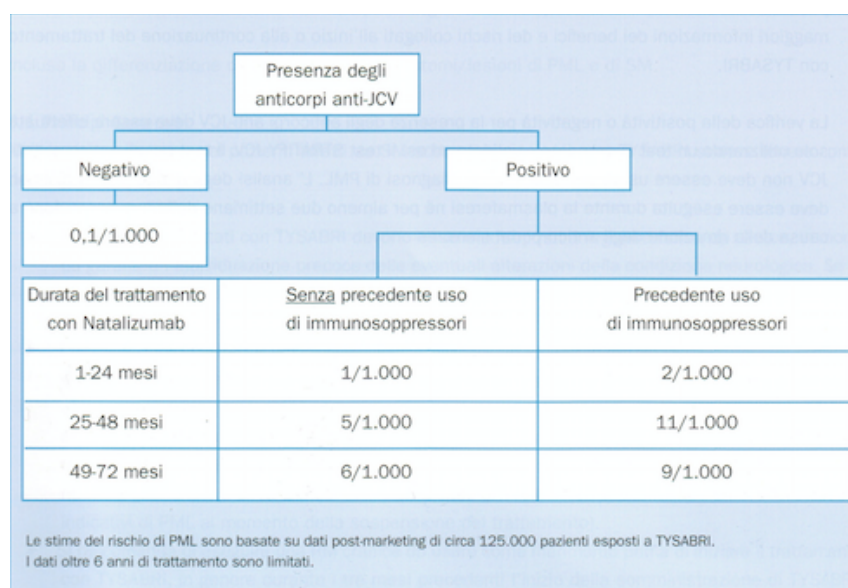 Presenza degli
anticorpi anti-JCV
Negativo
Positivo
0,1/1.000
Durata del trattamento
con Natalizumab
Senza precedente uso
di immunosoppressori
Precedente uso
di immunosoppressori
1-24 mesi
1/1.000
2/1.000
25-48 mesi
5/1.000
11/1.000
49-72 mesi
6/1.000
9/1.000
Le stime del rischio di PML sono basate su dati post-marketing di circa 125.000 pazienti esposti a TYSABRI.
I dati oltre 6 anni di trattamento sono limitati.